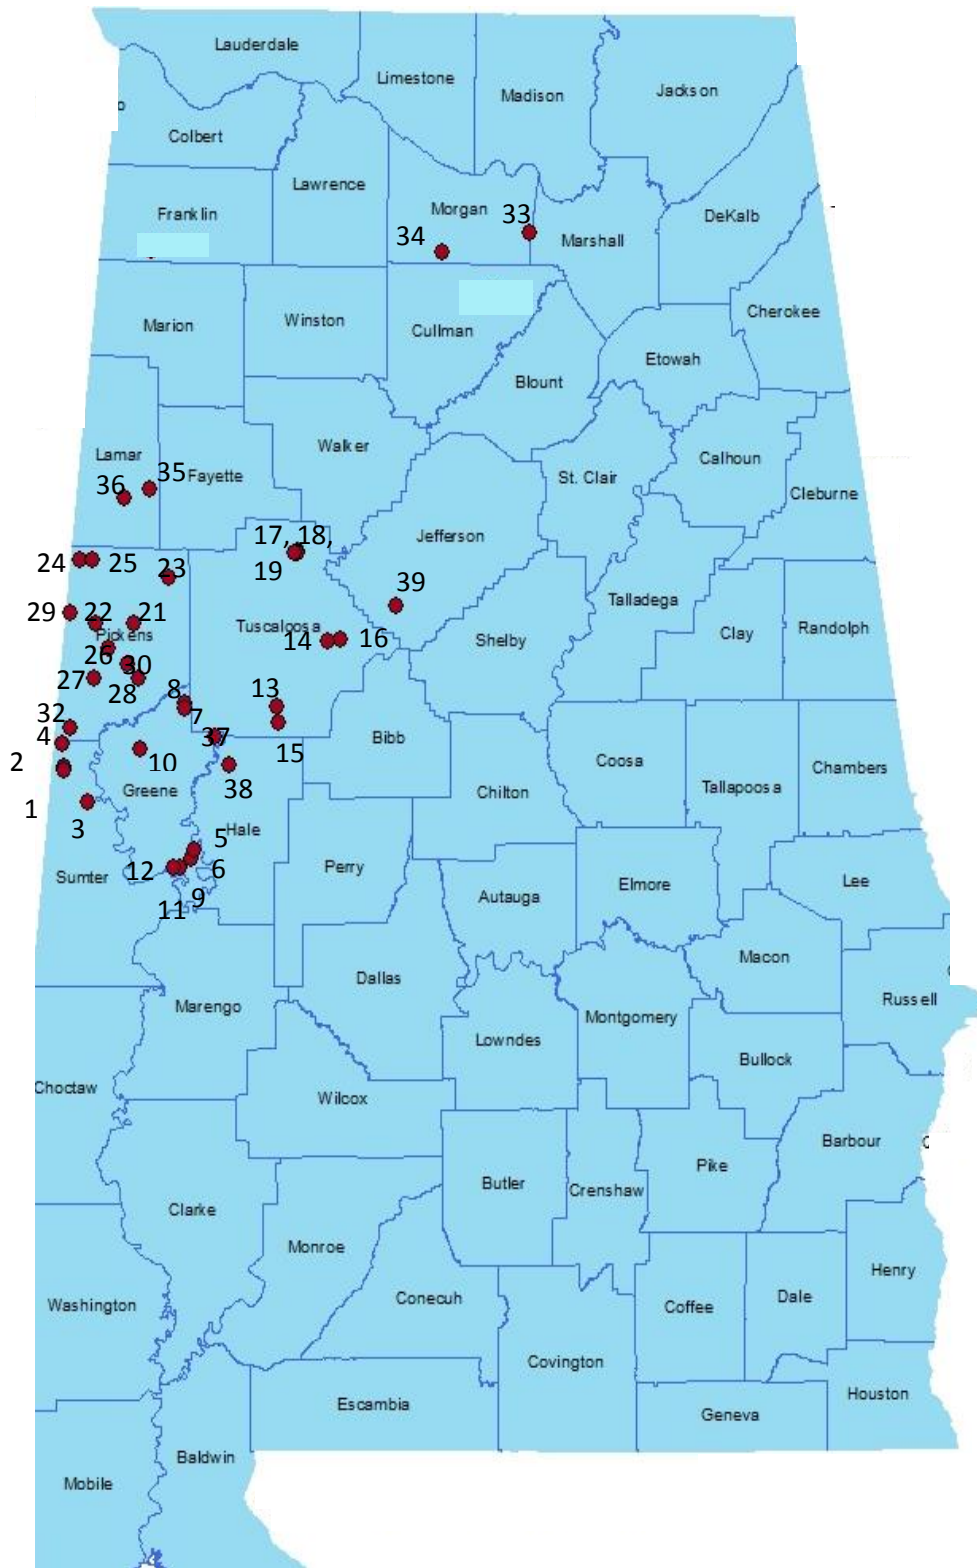 Lauderdale
Limestone
Madison
Jackson
Colbert
Lawrence
Franklin
Morgan
33
34
Marshall
DeKalb
Marion
Winston
Cullman
Cherokee
Etowah
Blount
Lamar
Walker
36
35
Fayette
St. Clair
Calhoun
Cleburne
17, 18,
19
Jefferson
24
25
23
39
Talladega
29
22
21
Pickens
Tuscaloosa
14
16
Shelby
Clay
Randolph
26
30
27
28
8
7
13
32
4
37
15
Bibb
2
10
38
Greene
Coosa
Tallapoosa
Chambers
1
3
Chilton
Hale
5
6
12
Sumter
Perry
11
9
Autauga
Elmore
Lee
Macon
Dallas
Marengo
Russell
Lowndes
Montgomery
Bullock
Choctaw
Wilcox
Barbour
Pike
Butler
Crenshaw
Clarke
Monroe
Conecuh
Henry
Washington
Coffee
Dale
Covington
Escambia
Geneva
Houston
Baldwin
Mobile